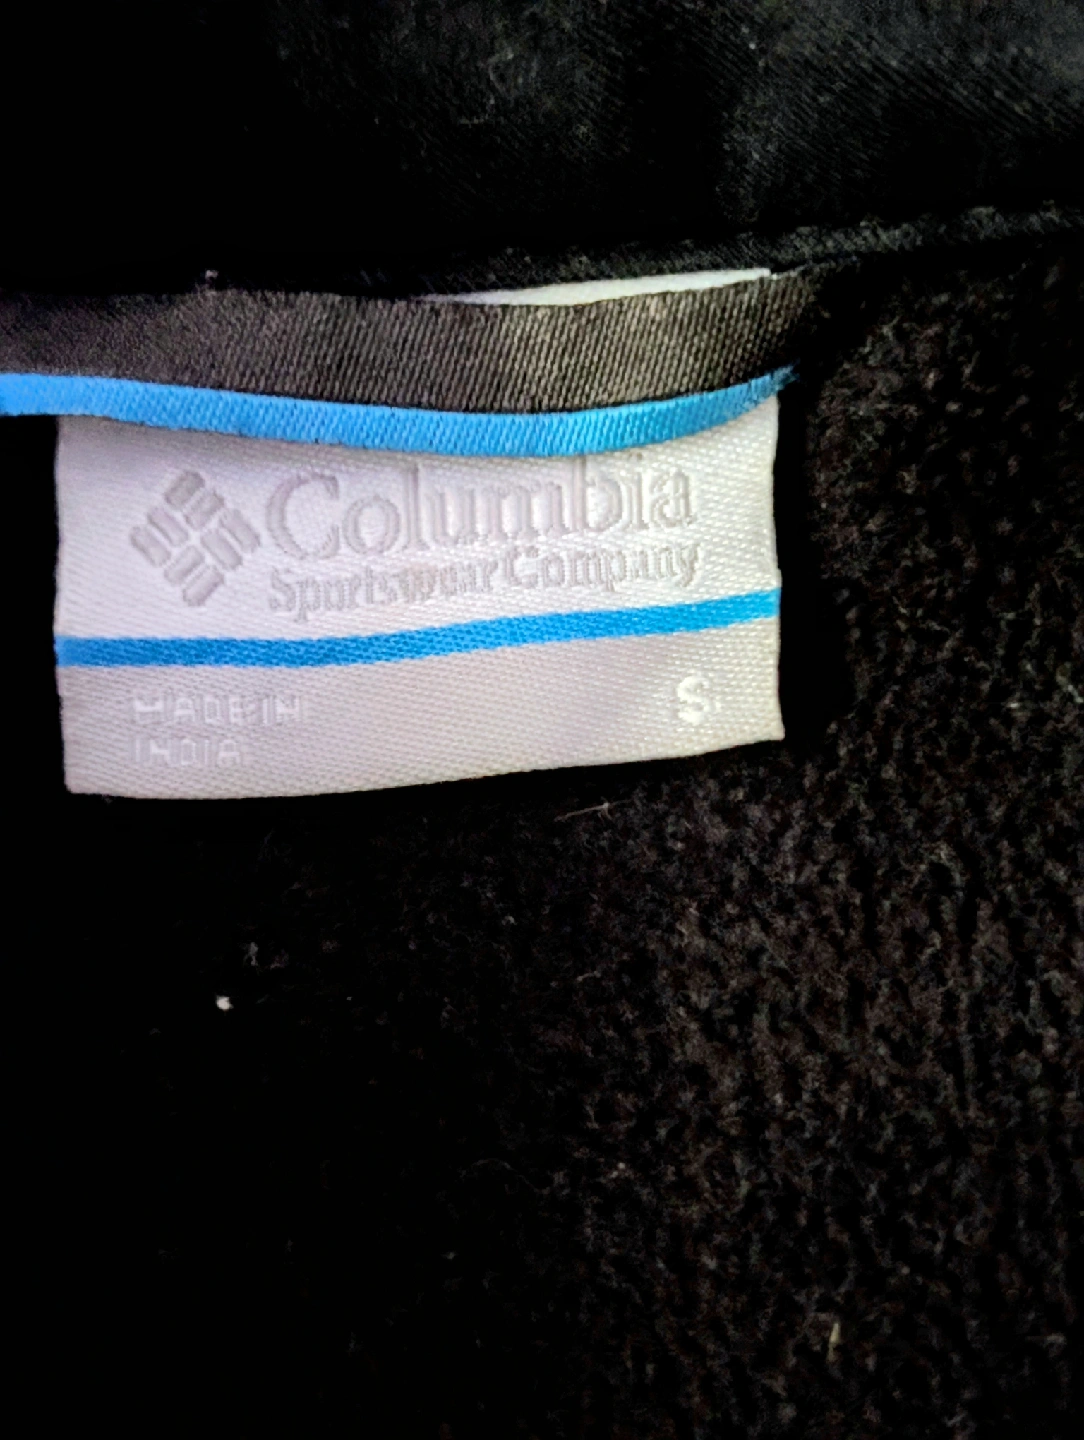 Columbia
Sportswear Company
MADE IN
INDIA
S